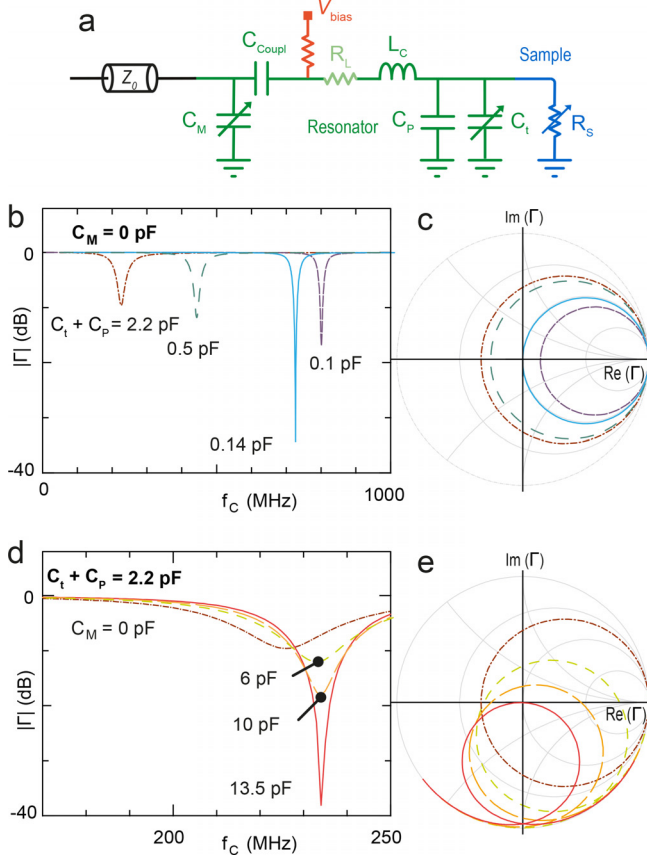 a
V_bias
C_Coupl
R_L
L_C
Sample
Z_0
C_M
Resonator
C_P
C_t
R_S
b
C_M = 0 pF
0
|Γ| (dB)
-40
C_t + C_P = 2.2 pF
0.5 pF
0.14 pF
0.1 pF
0
1000
f_C (MHz)
c
Im (Γ)
Re (Γ)
d
C_t + C_P = 2.2 pF
0
|Γ| (dB)
-40
C_M = 0 pF
6 pF
10 pF
13.5 pF
200
250
f_C (MHz)
e
Im (Γ)
Re (Γ)